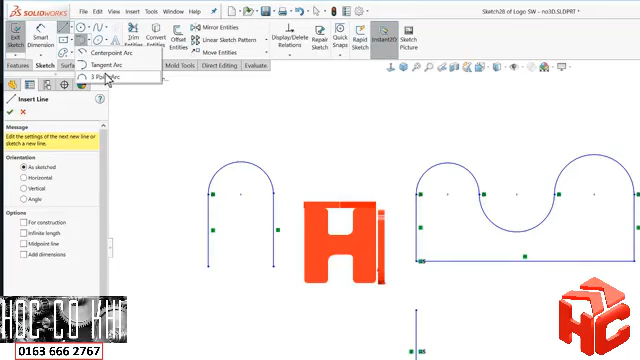 SOLIDWORKS
File Edit View Insert Tools Window Help
Sketch28 of Logo SW - no3D.SLDPRT
Exit Sketch
Smart Dimension
Trim Entities
Convert Entities
Offset Entities
Mirror Entities
Linear Sketch Pattern
Move Entities
Display/Delete Relations
Repair Sketch
Instant2D
Sketch Picture
Centerpoint Arc
Tangent Arc
3 Point Arc
Features Sketch Mold Tools Direct Editing Evaluate
Insert Line
Message
Edit the settings of the next new line or
sketch a new line.
Orientation
As sketched
Horizontal
Vertical
Angle
Options
For construction
Infinite length
Midpoint line
Add dimensions
HỌC CƠ KHÍ
0163 666 2767
H
HC